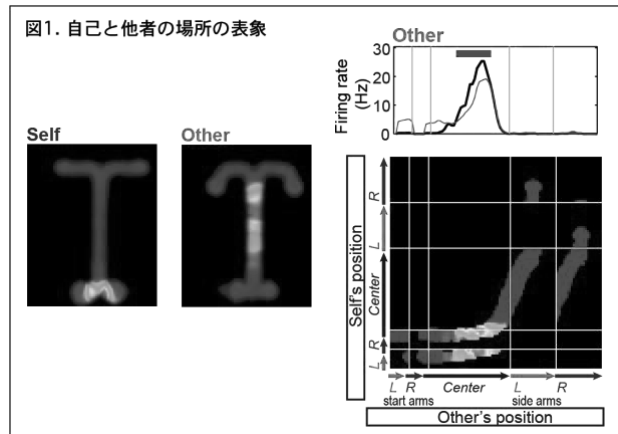 図1. 自己と他者の場所の表象
Self
Other
Other
Firing rate
(Hz)
30
20
10
0
Self's position
R
L
Center
R
L
L R Center L R
start arms side arms
Other's position